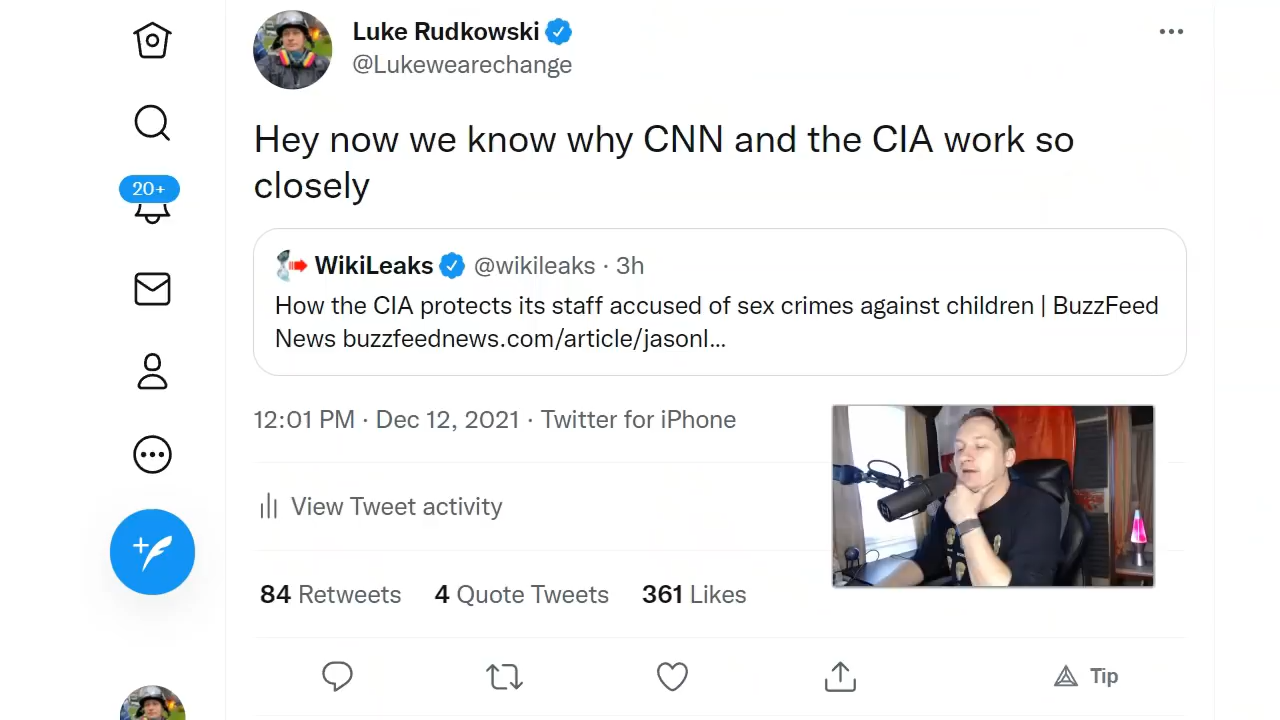 Luke Rudkowski
@Lukewearechange
Hey now we know why CNN and the CIA work so
closely
20+
WikiLeaks @wikileaks · 3h
How the CIA protects its staff accused of sex crimes against children | BuzzFeed
News buzzfeednews.com/article/jasonl...
12:01 PM · Dec 12, 2021 · Twitter for iPhone
View Tweet activity
84 Retweets 4 Quote Tweets 361 Likes
Tip